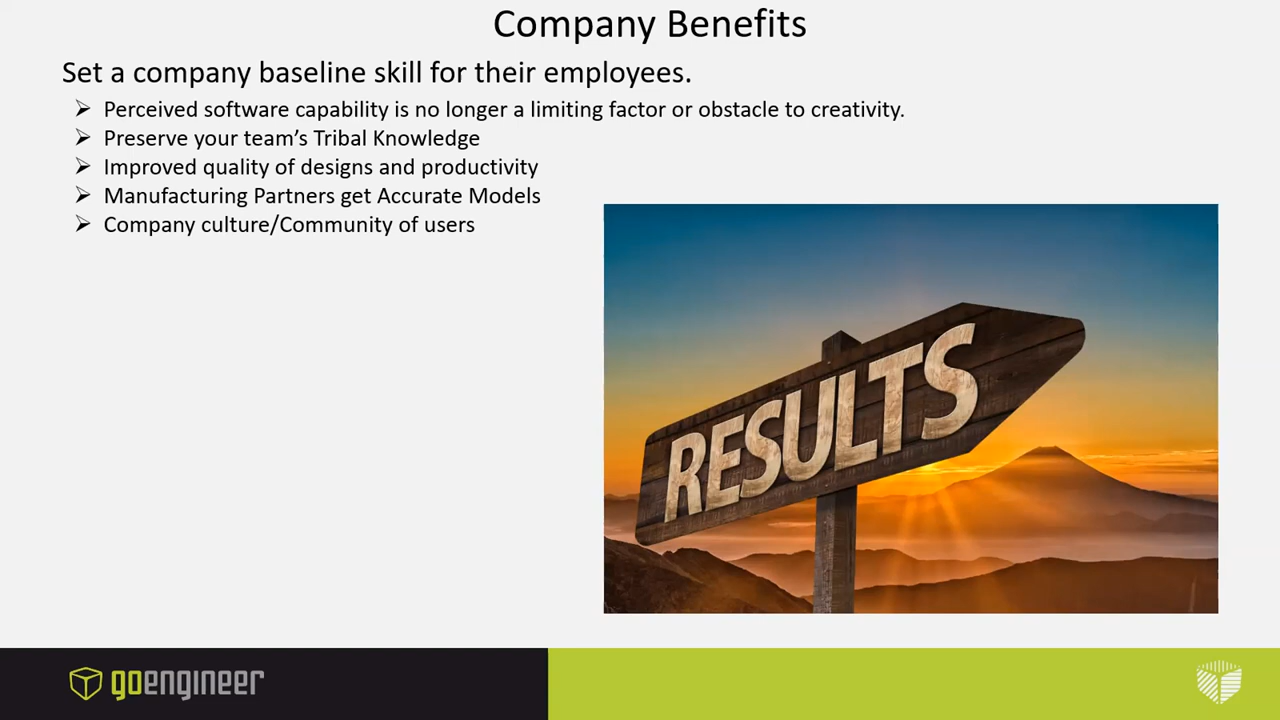 Company Benefits
Set a company baseline skill for their employees.
Perceived software capability is no longer a limiting factor or obstacle to creativity.
Preserve your team’s Tribal Knowledge
Improved quality of designs and productivity
Manufacturing Partners get Accurate Models
Company culture/Community of users
RESULTS
goengineer